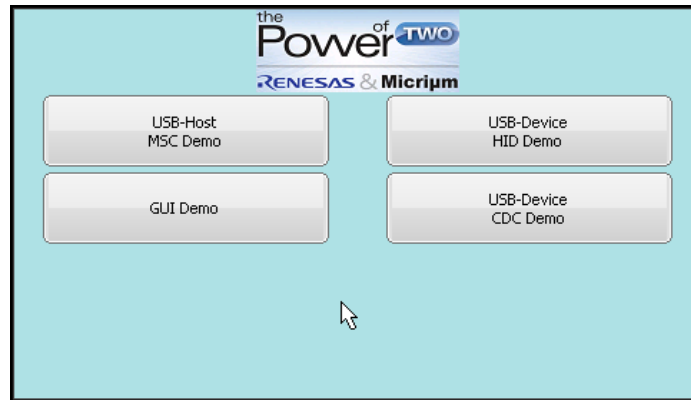 the
Power of TWO
RENESAS & Micriµm
USB-Host
MSC Demo
USB-Device
HID Demo
GUI Demo
USB-Device
CDC Demo